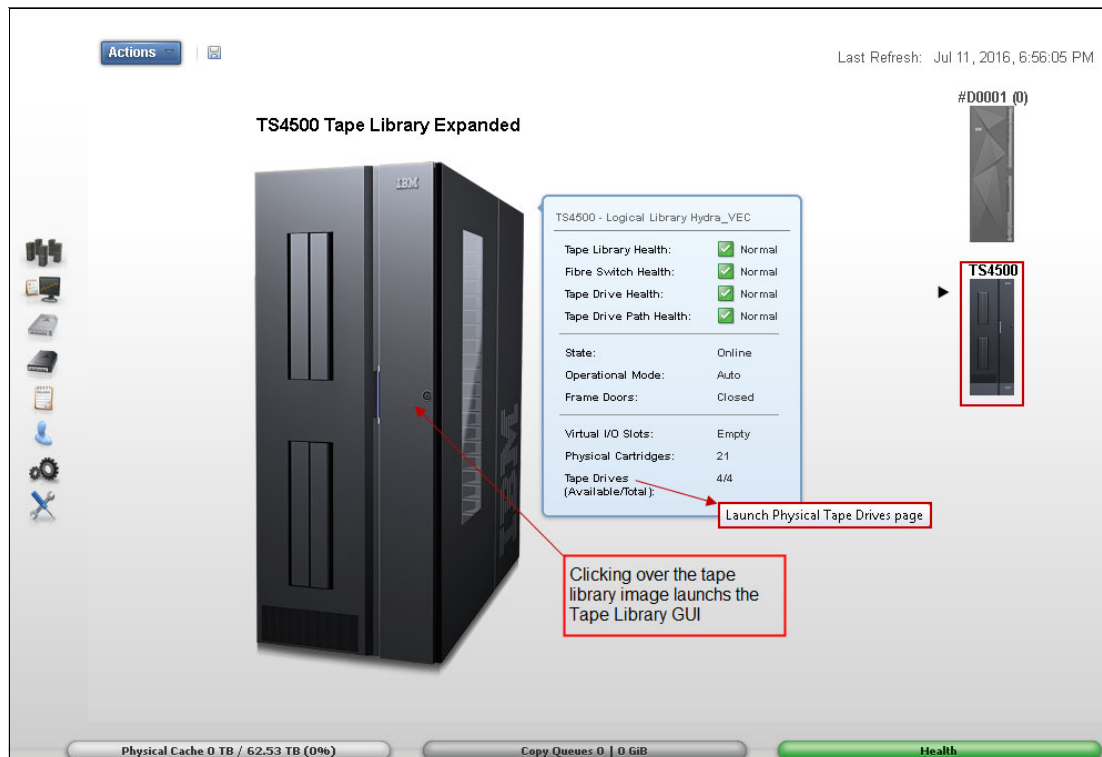 Actions
Last Refresh: Jul 11, 2016, 6:56:05 PM
#D0001 (0)
TS4500 Tape Library Expanded
IBM
TS4500 - Logical Library Hydra_VEC
Tape Library Health: Normal
Fibre Switch Health: Normal
Tape Drive Health: Normal
Tape Drive Path Health: Normal
State: Online
Operational Mode: Auto
Frame Doors: Closed
Virtual I/O Slots: Empty
Physical Cartridges: 21
Tape Drives 4/4
(Available/Total):
TS4500
Launch Physical Tape Drives page
IBM
Clicking over the tape
library image launchs the
Tape Library GUI
Physical Cache 0 TB / 62.53 TB (0%)
Copy Queues 0 | 0 GiB
Health